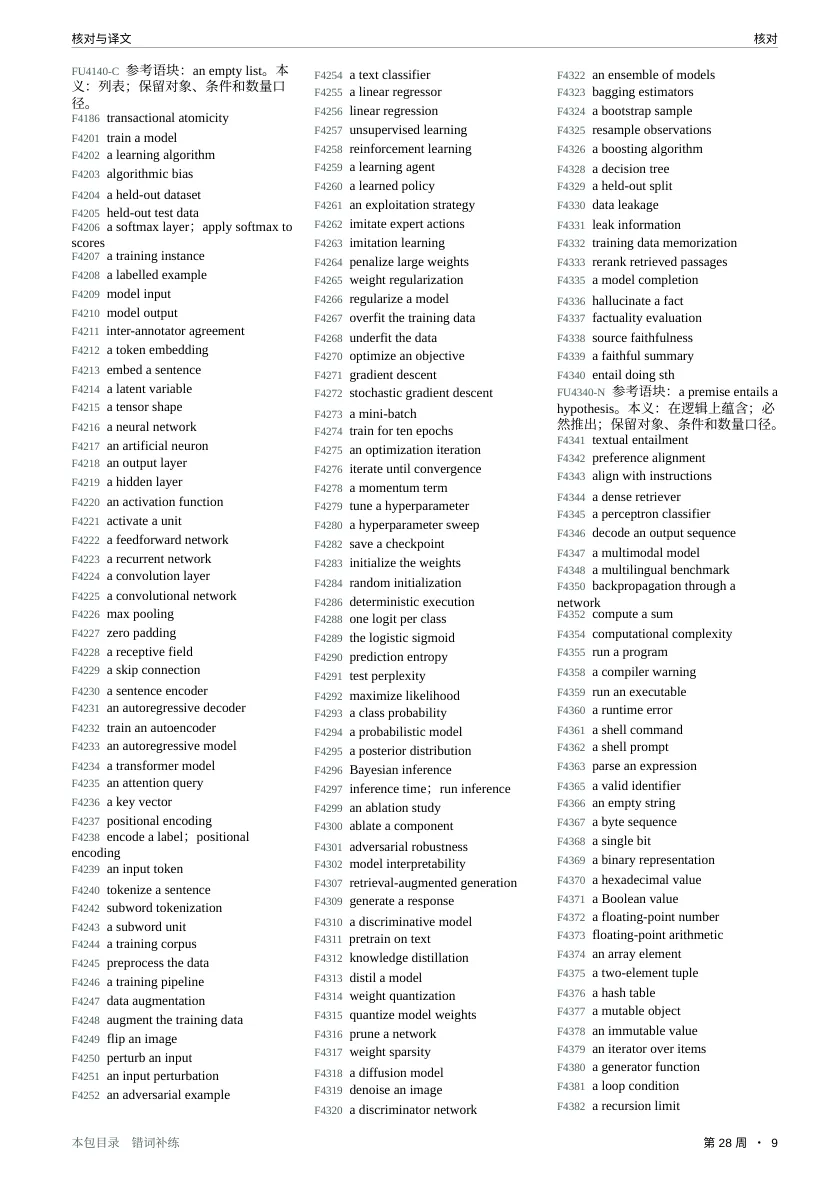 核对与译文
核对
FU4140-C 参考语块：an empty list。本
义：列表；保留对象、条件和数量口
径。
F4186 transactional atomicity
F4201 train a model
F4202 a learning algorithm
F4203 algorithmic bias
F4204 a held-out dataset
F4205 held-out test data
F4206 a softmax layer；apply softmax to
scores
F4207 a training instance
F4208 a labelled example
F4209 model input
F4210 model output
F4211 inter-annotator agreement
F4212 a token embedding
F4213 embed a sentence
F4214 a latent variable
F4215 a tensor shape
F4216 a neural network
F4217 an artificial neuron
F4218 an output layer
F4219 a hidden layer
F4220 an activation function
F4221 activate a unit
F4222 a feedforward network
F4223 a recurrent network
F4224 a convolution layer
F4225 a convolutional network
F4226 max pooling
F4227 zero padding
F4228 a receptive field
F4229 a skip connection
F4230 a sentence encoder
F4231 an autoregressive decoder
F4232 train an autoencoder
F4233 an autoregressive model
F4234 a transformer model
F4235 an attention query
F4236 a key vector
F4237 positional encoding
F4238 encode a label；positional
encoding
F4239 an input token
F4240 tokenize a sentence
F4242 subword tokenization
F4243 a subword unit
F4244 a training corpus
F4245 preprocess the data
F4246 a training pipeline
F4247 data augmentation
F4248 augment the training data
F4249 flip an image
F4250 perturb an input
F4251 an input perturbation
F4252 an adversarial example
F4254 a text classifier
F4255 a linear regressor
F4256 linear regression
F4257 unsupervised learning
F4258 reinforcement learning
F4259 a learning agent
F4260 a learned policy
F4261 an exploitation strategy
F4262 imitate expert actions
F4263 imitation learning
F4264 penalize large weights
F4265 weight regularization
F4266 regularize a model
F4267 overfit the training data
F4268 underfit the data
F4270 optimize an objective
F4271 gradient descent
F4272 stochastic gradient descent
F4273 a mini-batch
F4274 train for ten epochs
F4275 an optimization iteration
F4276 iterate until convergence
F4278 a momentum term
F4279 tune a hyperparameter
F4280 a hyperparameter sweep
F4282 save a checkpoint
F4283 initialize the weights
F4284 random initialization
F4286 deterministic execution
F4288 one logit per class
F4289 the logistic sigmoid
F4290 prediction entropy
F4291 test perplexity
F4292 maximize likelihood
F4293 a class probability
F4294 a probabilistic model
F4295 a posterior distribution
F4296 Bayesian inference
F4297 inference time；run inference
F4299 an ablation study
F4300 ablate a component
F4301 adversarial robustness
F4302 model interpretability
F4307 retrieval-augmented generation
F4309 generate a response
F4310 a discriminative model
F4311 pretrain on text
F4312 knowledge distillation
F4313 distil a model
F4314 weight quantization
F4315 quantize model weights
F4316 prune a network
F4317 weight sparsity
F4318 a diffusion model
F4319 denoise an image
F4320 a discriminator network
F4322 an ensemble of models
F4323 bagging estimators
F4324 a bootstrap sample
F4325 resample observations
F4326 a boosting algorithm
F4328 a decision tree
F4329 a held-out split
F4330 data leakage
F4331 leak information
F4332 training data memorization
F4333 rerank retrieved passages
F4335 a model completion
F4336 hallucinate a fact
F4337 factuality evaluation
F4338 source faithfulness
F4339 a faithful summary
F4340 entail doing sth
FU4340-N 参考语块：a premise entails a
hypothesis。本义：在逻辑上蕴含；必
然推出；保留对象、条件和数量口径。
F4341 textual entailment
F4342 preference alignment
F4343 align with instructions
F4344 a dense retriever
F4345 a perceptron classifier
F4346 decode an output sequence
F4347 a multimodal model
F4348 a multilingual benchmark
F4350 backpropagation through a
network
F4352 compute a sum
F4354 computational complexity
F4355 run a program
F4358 a compiler warning
F4359 run an executable
F4360 a runtime error
F4361 a shell command
F4362 a shell prompt
F4363 parse an expression
F4365 a valid identifier
F4366 an empty string
F4367 a byte sequence
F4368 a single bit
F4369 a binary representation
F4370 a hexadecimal value
F4371 a Boolean value
F4372 a floating-point number
F4373 floating-point arithmetic
F4374 an array element
F4375 a two-element tuple
F4376 a hash table
F4377 a mutable object
F4378 an immutable value
F4379 an iterator over items
F4380 a generator function
F4381 a loop condition
F4382 a recursion limit
本包目录 错词补练
第 28 周 · 9